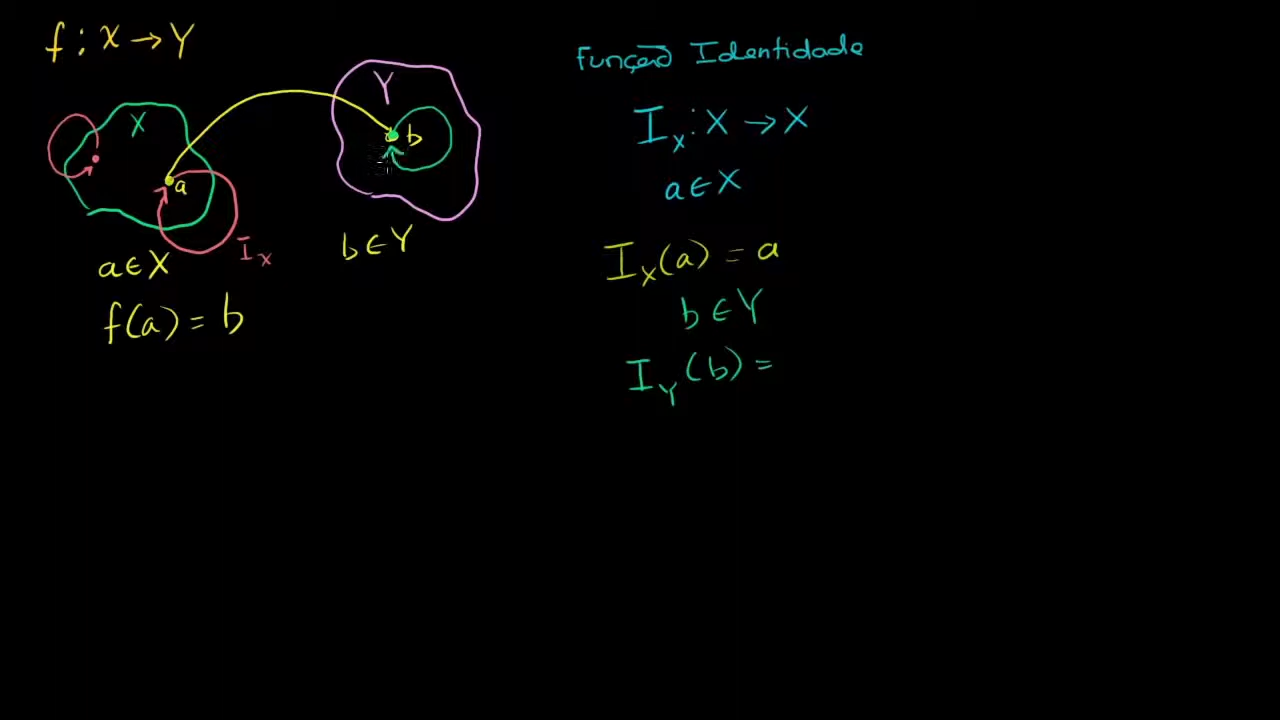 f : X → Y
X
a
I_X
Y
b
a ∈ X
b ∈ Y
f(a) = b
Função Identidade
I_X : X → X
a ∈ X
I_X(a) = a
b ∈ Y
I_Y(b) =